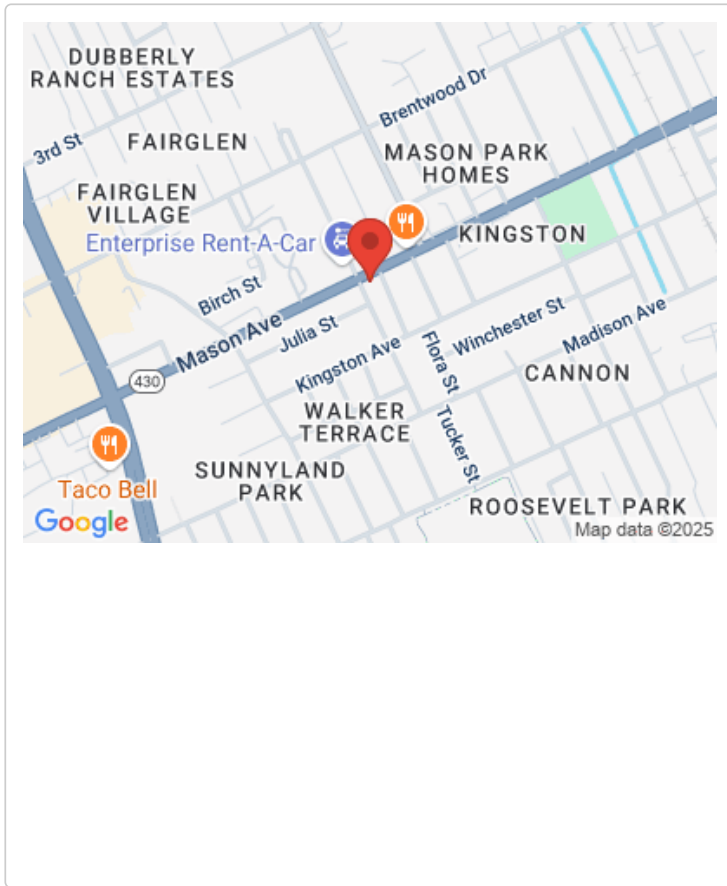 DUBBERLY
RANCH ESTATES
Brentwood Dr
3rd St
FAIRGLEN
MASON PARK
HOMES
FAIRGLEN
VILLAGE
Enterprise Rent-A-Car
KINGSTON
Birch St
Mason Ave
Julia St
Winchester St
Madison Ave
Kingston Ave
Flora St
430
CANNON
WALKER
TERRACE
Tucker St
SUNNYLAND
PARK
Taco Bell
ROOSEVELT PARK
Google
Map data ©2025